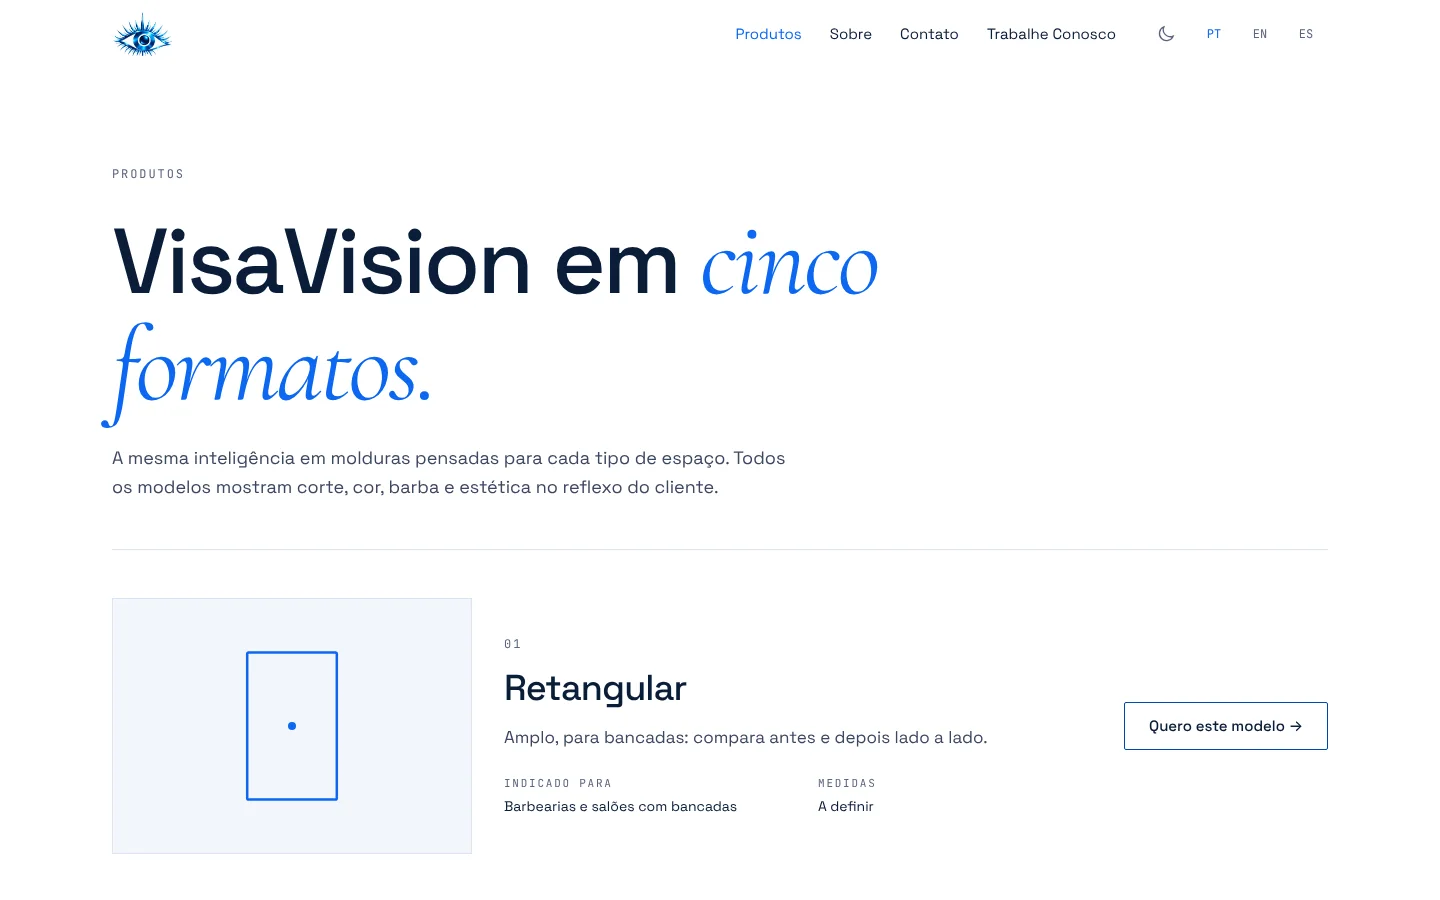 Produtos Sobre Contato Trabalhe Conosco PT EN ES
PRODUTOS
VisaVision em cinco
formatos.
A mesma inteligência em molduras pensadas para cada tipo de espaço. Todos
os modelos mostram corte, cor, barba e estética no reflexo do cliente.
01
Retangular
Amplo, para bancadas: compara antes e depois lado a lado.
INDICADO PARA
Barbearias e salões com bancadas
MEDIDAS
A definir
Quero este modelo →